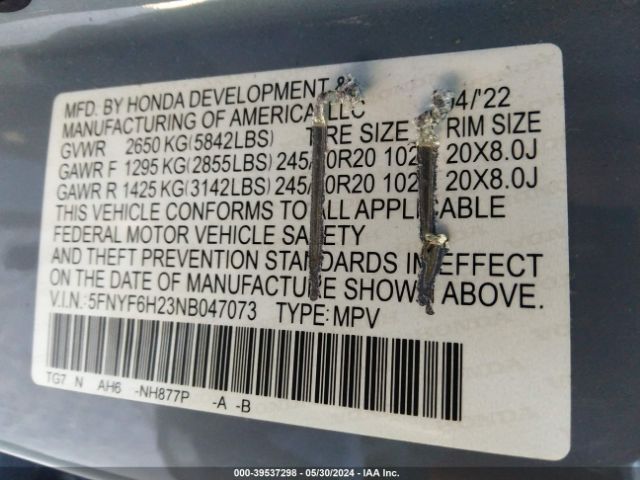 MFD. BY HONDA DEVELOPMENT &
MANUFACTURING OF AMERICA, LLC 04/'22
GVWR 2650 KG(5842LBS) TIRE SIZE RIM SIZE
GAWR F 1295 KG(2855LBS) 20X8.0J
GAWR R 1425 KG(3142LBS) 20X8.0J
THIS VEHICLE CONFORMS TO ALL APPLICABLE
FEDERAL MOTOR VEHICLE SAFETY
AND THEFT PREVENTION STANDARDS IN EFFECT
ON THE DATE OF MANUFACTURE SHOWN ABOVE.
V.I.N.:5FNYF6H23NB047073 TYPE:MPV
TG7 N AH6 -NH877P -A -B
000-39537298 - 05/30/2024 - IAA Inc.